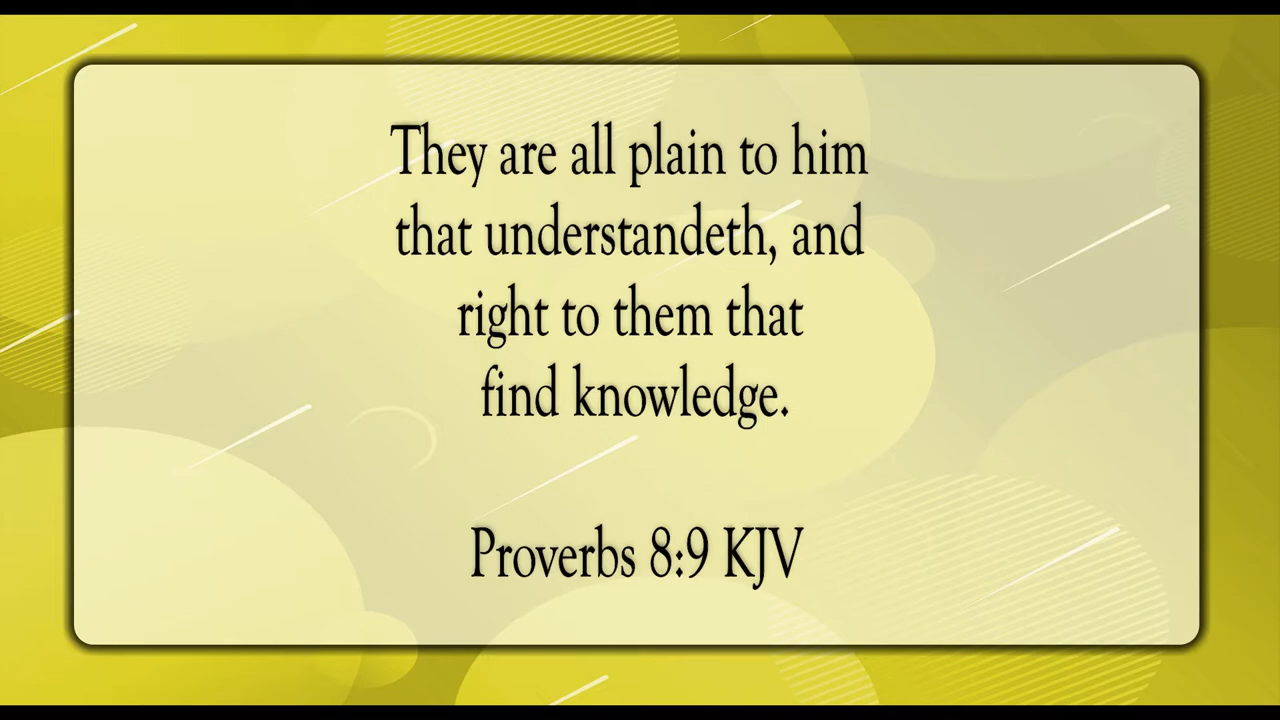 They are all plain to him
that understandeth, and
right to them that
find knowledge.
Proverbs 8:9 KJV